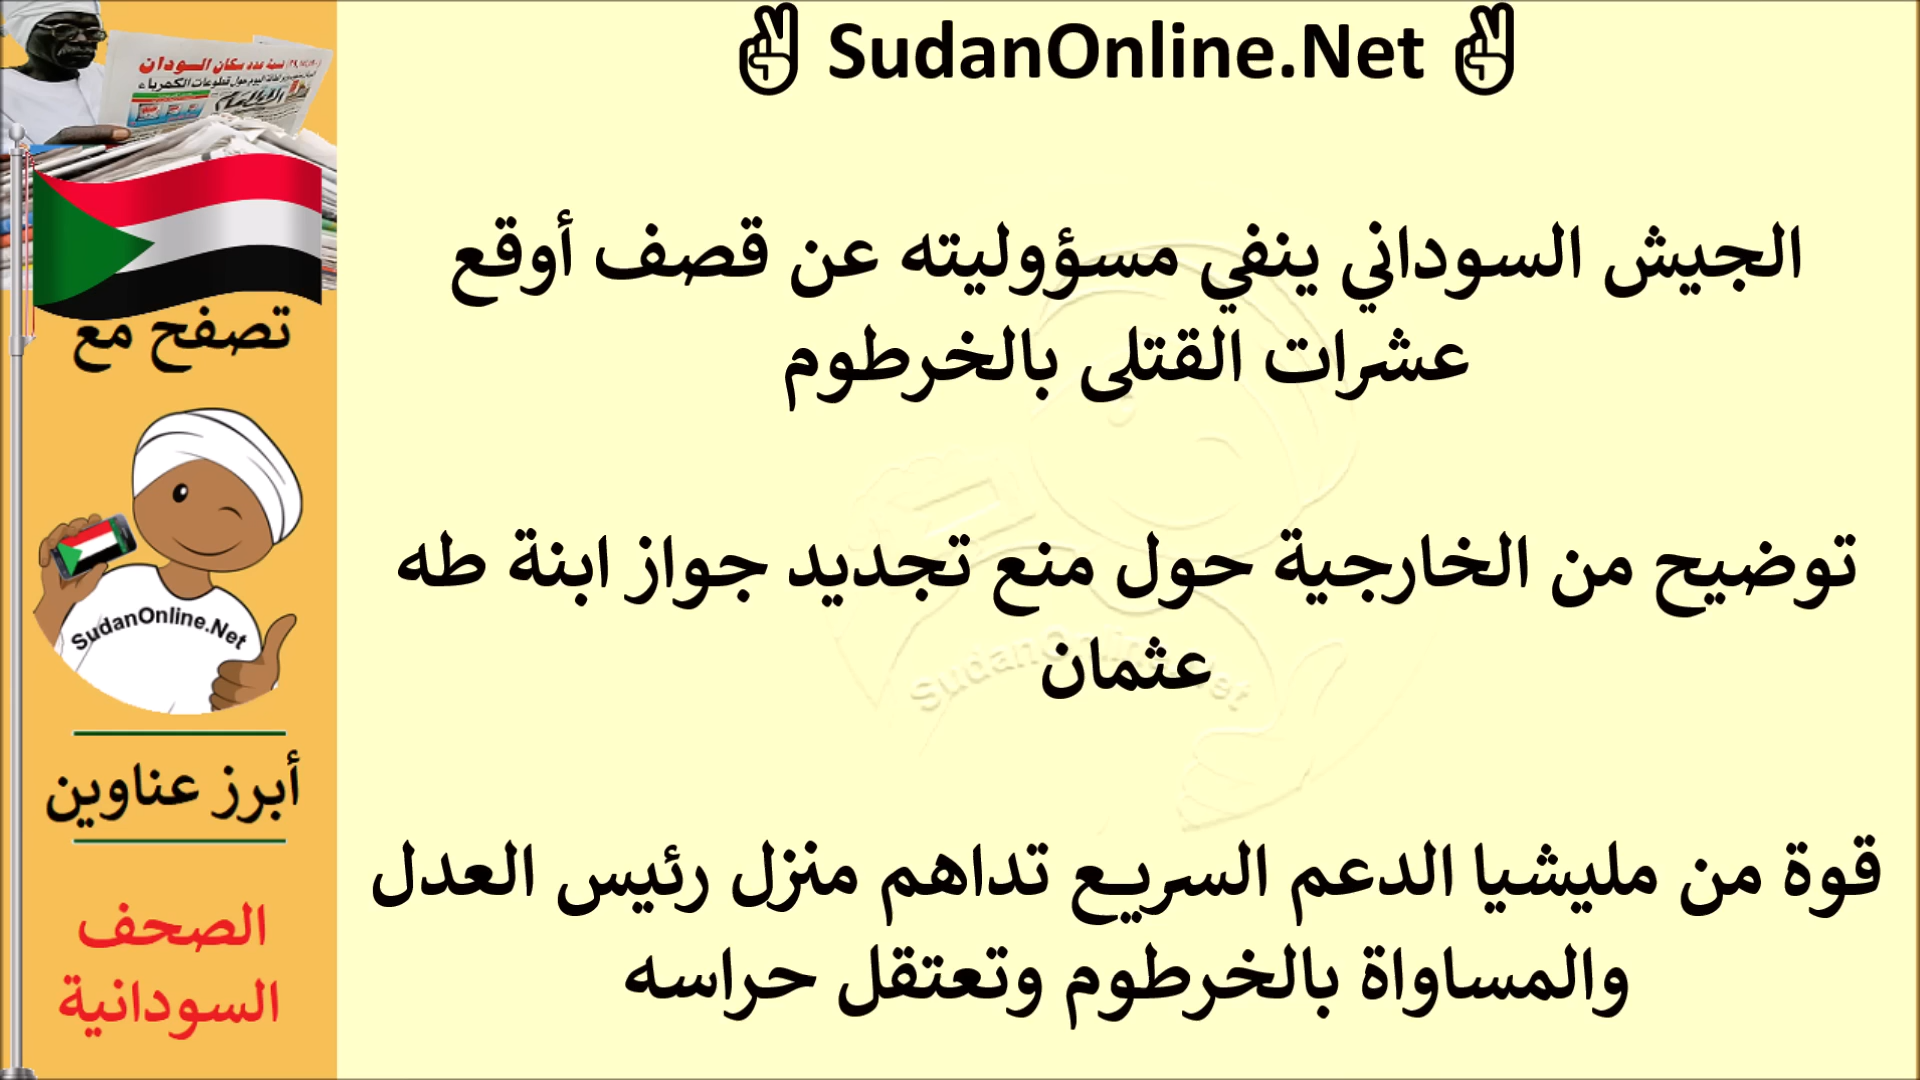 ✌ SudanOnline.Net ✌
الجيش السوداني ينفي مسؤوليته عن قصف أوقع
عشرات القتلى بالخرطوم
توضيح من الخارجية حول منع تجديد جواز ابنة طه
عثمان
قوة من مليشيا الدعم السريع تداهم منزل رئيس العدل
والمساواة بالخرطوم وتعتقل حراسه
تصفح مع
SudanOnline.Net
أبرز عناوين
الصحف
السودانية
SudanOnline.Net